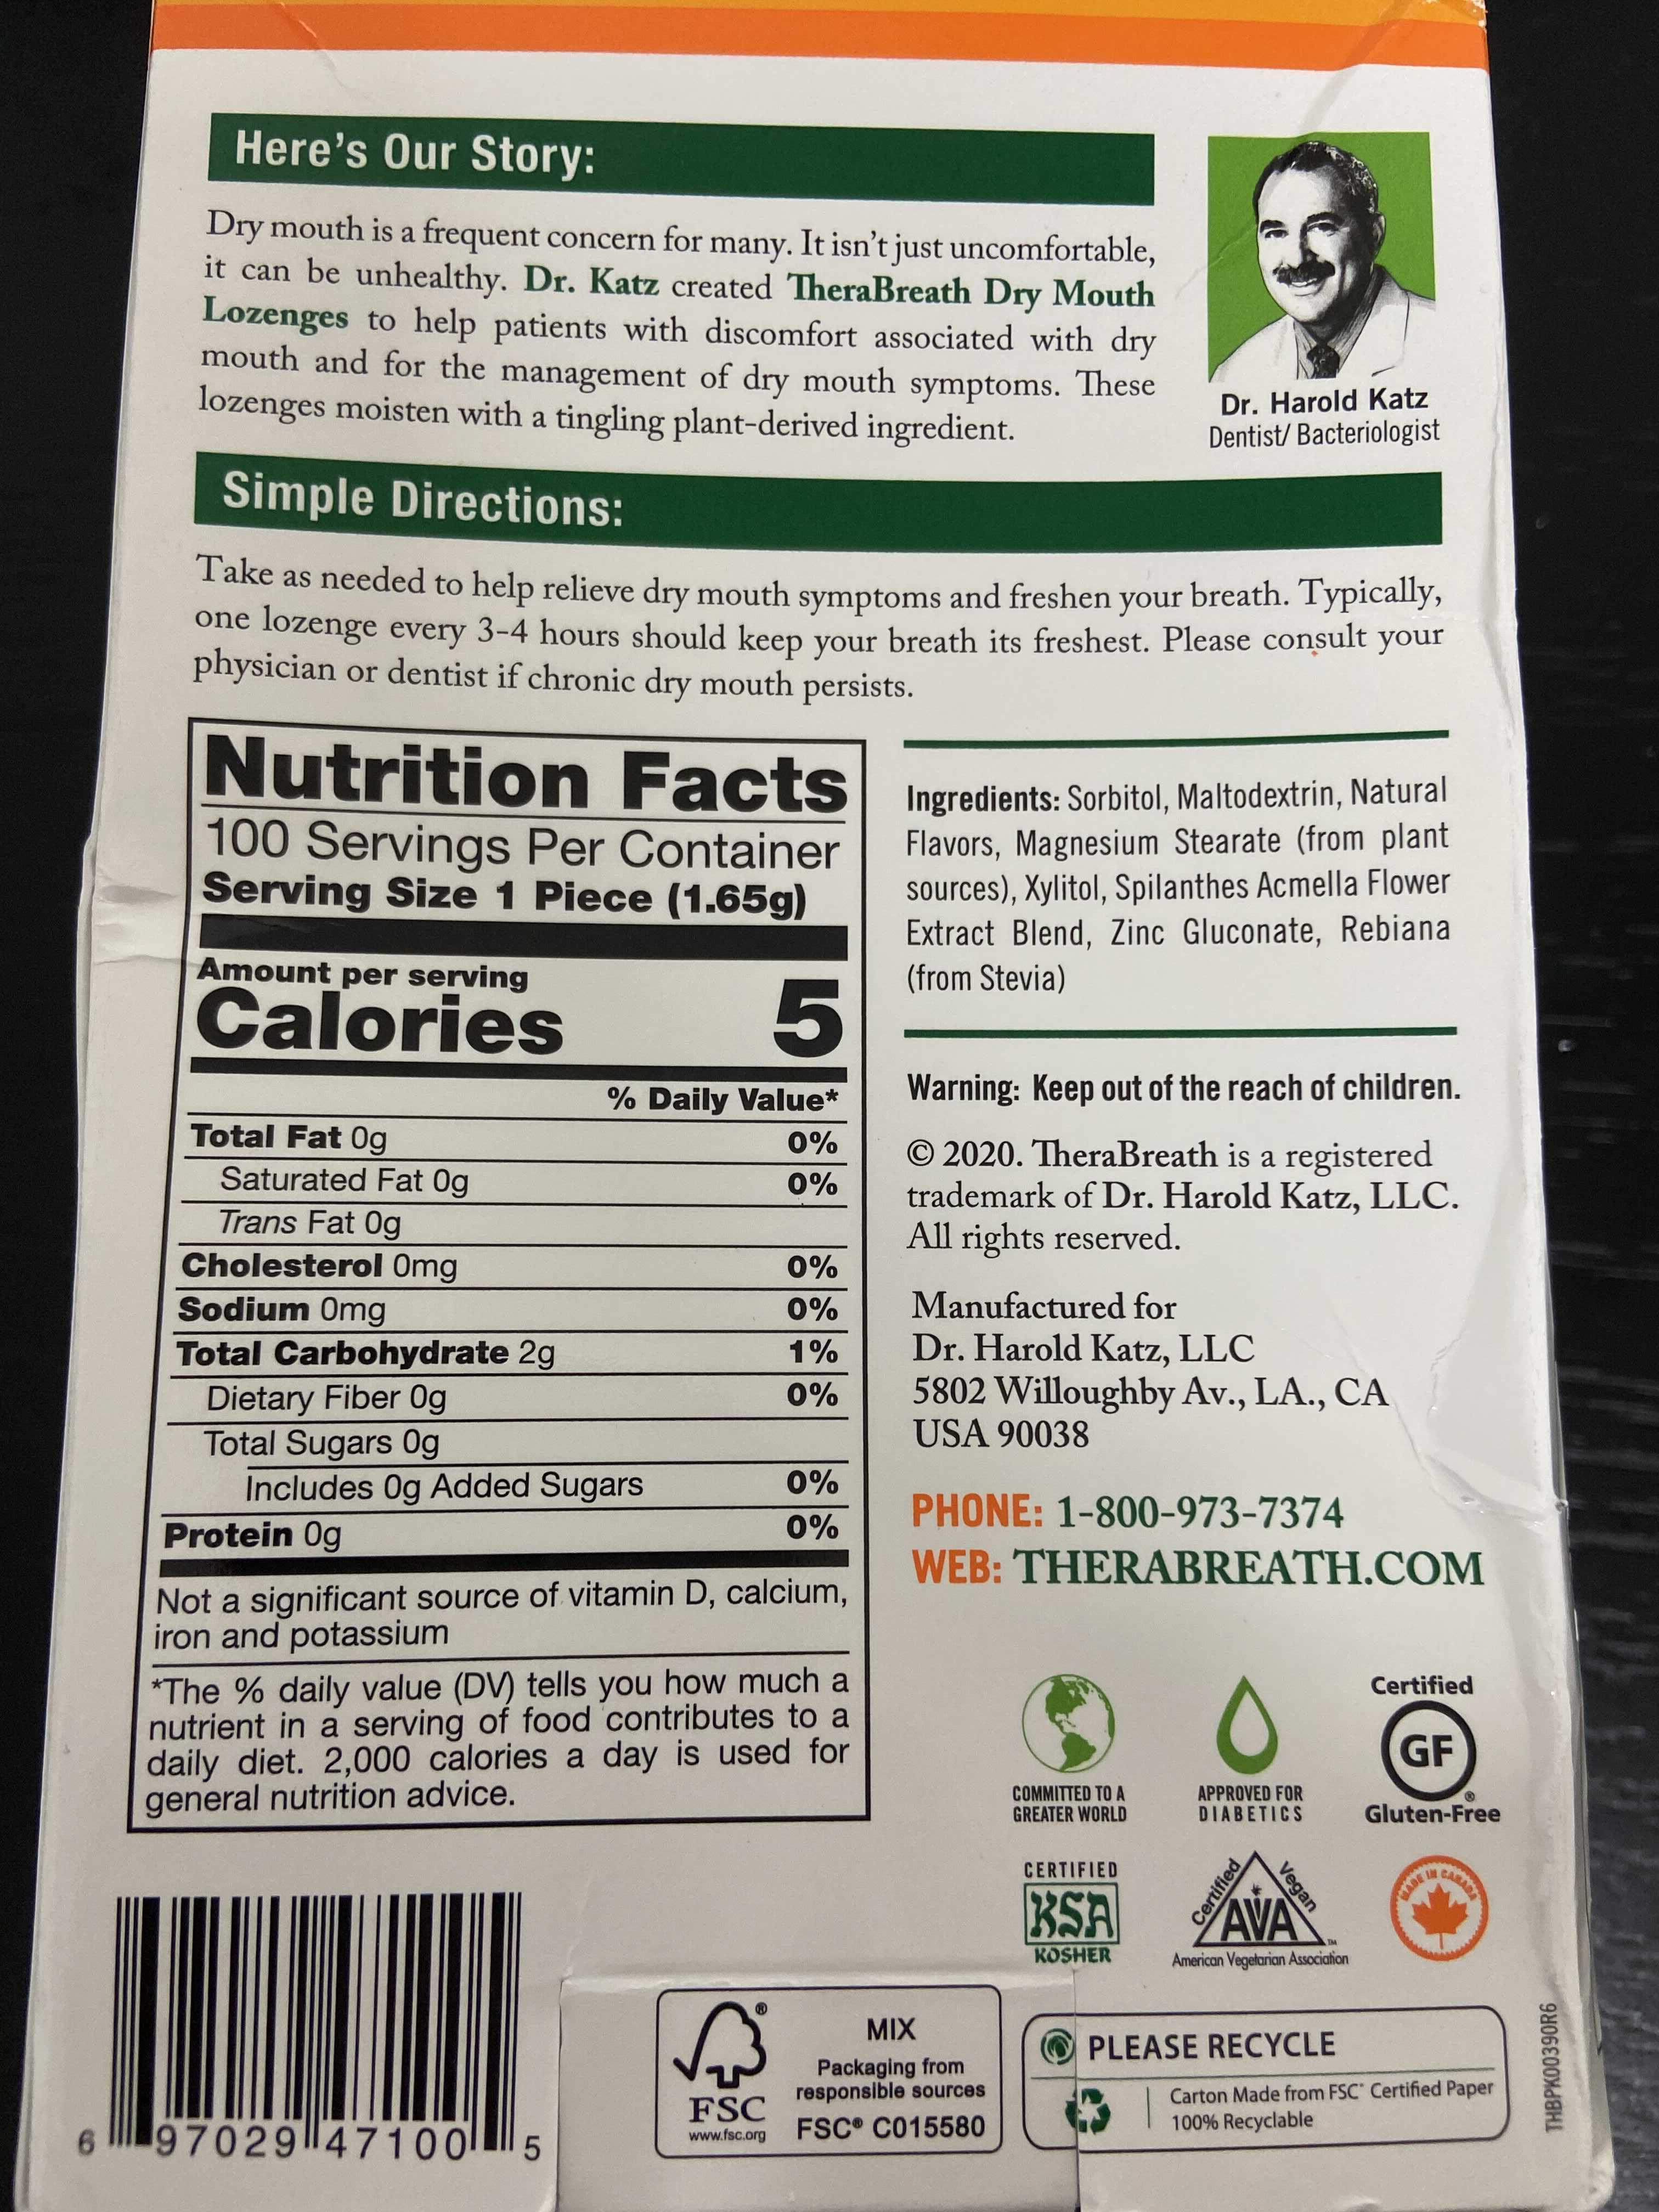 Here's Our Story:
Dry mouth is a frequent concern for many. It isn't just uncomfortable,
it can be unhealthy. Dr. Katz created TheraBreath Dry Mouth
Lozenges to help patients with discomfort associated with dry
mouth and for the management of dry mouth symptoms. These
lozenges moisten with a tingling plant-derived ingredient.
Dr. Harold Katz
Dentist/ Bacteriologist
Simple Directions:
Take as needed to help relieve dry mouth symptoms and freshen your breath. Typically,
one lozenge every 3-4 hours should keep your breath its freshest. Please consult your
physician or dentist if chronic dry mouth persists.
Nutrition Facts
100 Servings Per Container
Serving Size 1 Piece (1.65g)
Amount per serving
Calories 5
% Daily Value*
Total Fat 0g 0%
Saturated Fat 0g 0%
Trans Fat 0g
Cholesterol 0mg 0%
Sodium 0mg 0%
Total Carbohydrate 2g 1%
Dietary Fiber 0g 0%
Total Sugars 0g
Includes 0g Added Sugars 0%
Protein 0g 0%
Not a significant source of vitamin D, calcium,
iron and potassium
*The % daily value (DV) tells you how much a
nutrient in a serving of food contributes to a
daily diet. 2,000 calories a day is used for
general nutrition advice.
Ingredients: Sorbitol, Maltodextrin, Natural
Flavors, Magnesium Stearate (from plant
sources), Xylitol, Spilanthes Acmella Flower
Extract Blend, Zinc Gluconate, Rebiana
(from Stevia)
Warning: Keep out of the reach of children.
© 2020. TheraBreath is a registered
trademark of Dr. Harold Katz, LLC.
All rights reserved.
Manufactured for
Dr. Harold Katz, LLC
5802 Willoughby Av., LA., CA
USA 90038
PHONE: 1-800-973-7374
WEB: THERABREATH.COM
COMMITTED TO A
GREATER WORLD
APPROVED FOR
DIABETICS
Certified
GF®
Gluten-Free
CERTIFIED
KSA
KOSHER
Certified Vegan
AVA™
American Vegetarian Association
MADE IN CANADA
6 97029 47100 5
®
FSC
www.fsc.org
MIX
Packaging from
responsible sources
FSC® C015580
PLEASE RECYCLE
Carton Made from FSC™ Certified Paper
100% Recyclable
THBPK00390R6